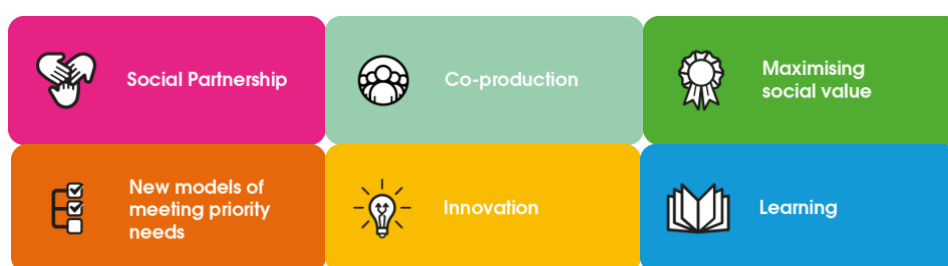 Social Partnership
Co-production
Maximising
social value
New models of
meeting priority
needs
Innovation
Learning